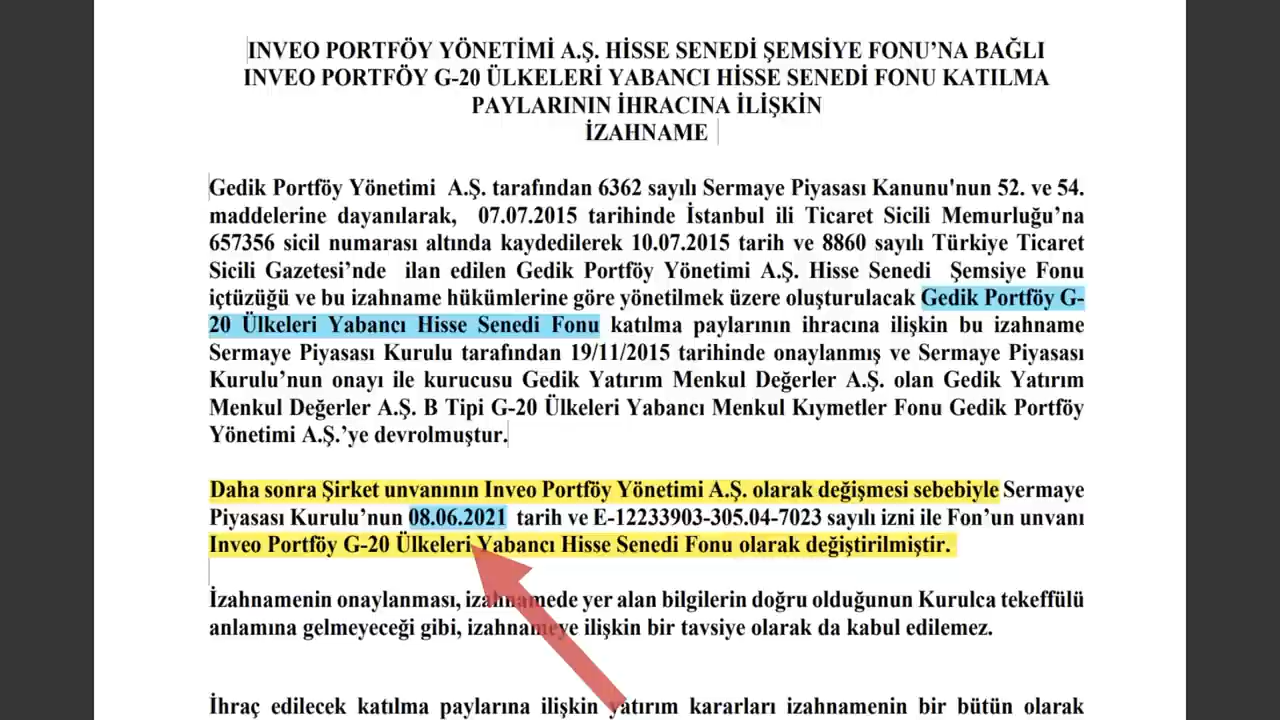 INVEO PORTFÖY YÖNETİMİ A.Ş. HİSSE SENEDİ ŞEMSİYE FONU’NA BAĞLI
INVEO PORTFÖY G-20 ÜLKELERİ YABANCI HİSSE SENEDİ FONU KATILMA
PAYLARININ İHRACINA İLİŞKİN
İZAHNAME
Gedik Portföy Yönetimi A.Ş. tarafından 6362 sayılı Sermaye Piyasası Kanunu'nun 52. ve 54.
maddelerine dayanılarak, 07.07.2015 tarihinde İstanbul ili Ticaret Sicili Memurluğu’na
657356 sicil numarası altında kaydedilerek 10.07.2015 tarih ve 8860 sayılı Türkiye Ticaret
Sicili Gazetesi’nde ilan edilen Gedik Portföy Yönetimi A.Ş. Hisse Senedi Şemsiye Fonu
içtüzüğü ve bu izahname hükümlerine göre yönetilmek üzere oluşturulacak Gedik Portföy G-
20 Ülkeleri Yabancı Hisse Senedi Fonu katılma paylarının ihracına ilişkin bu izahname
Sermaye Piyasası Kurulu tarafından 19/11/2015 tarihinde onaylanmış ve Sermaye Piyasası
Kurulu’nun onayı ile kurucusu Gedik Yatırım Menkul Değerler A.Ş. olan Gedik Yatırım
Menkul Değerler A.Ş. B Tipi G-20 Ülkeleri Yabancı Menkul Kıymetler Fonu Gedik Portföy
Yönetimi A.Ş.’ye devrolmuştur.
Daha sonra Şirket unvanının Inveo Portföy Yönetimi A.Ş. olarak değişmesi sebebiyle Sermaye
Piyasası Kurulu’nun 08.06.2021 tarih ve E-12233903-305.04-7023 sayılı izni ile Fon’un unvanı
Inveo Portföy G-20 Ülkeleri Yabancı Hisse Senedi Fonu olarak değiştirilmiştir.
İzahnamenin onaylanması, izahnamede yer alan bilgilerin doğru olduğunun Kurulca tekeffülü
anlamına gelmeyeceği gibi, izahnameye ilişkin bir tavsiye olarak da kabul edilemez.
İhraç edilecek katılma paylarına ilişkin yatırım kararları izahnamenin bir bütün olarak